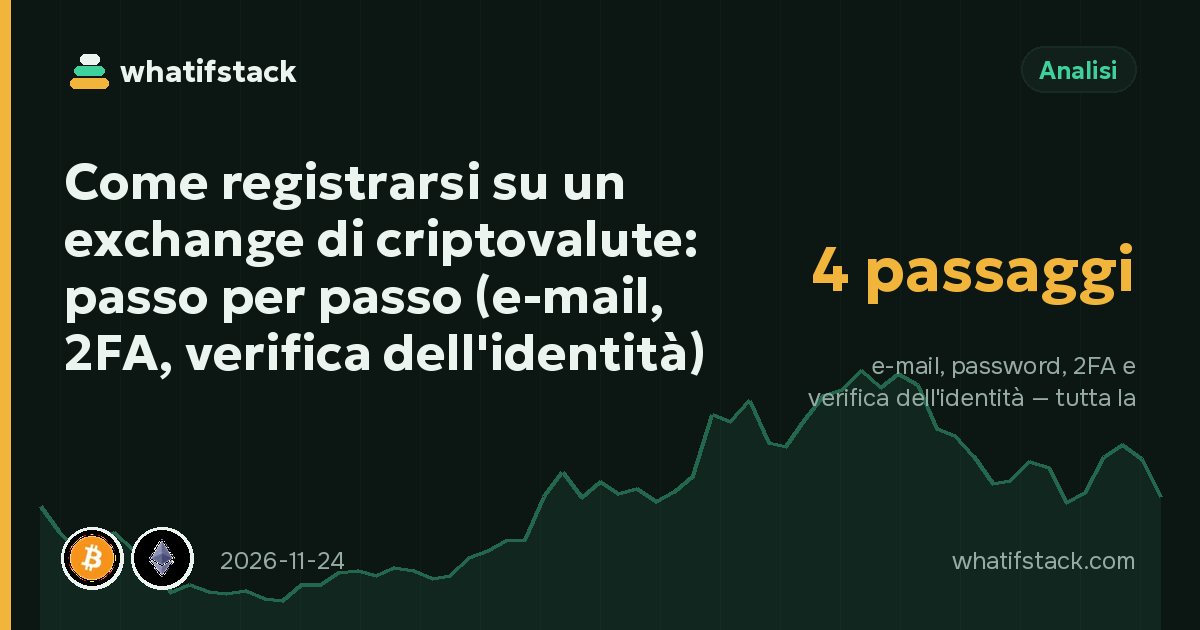 whatifstack
Analisi
Come registrarsi su un
exchange di criptovalute:
passo per passo (e-mail,
2FA, verifica dell'identità)
4 passaggi
e-mail, password, 2FA e
verifica dell'identità — tutta la
2026-11-24
whatifstack.com